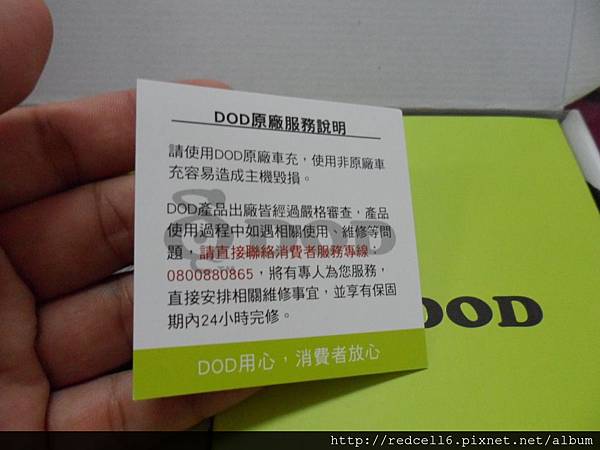 DOD原廠服務說明
請使用DOD原廠車充，使用非原廠車
充容易造成主機毀損。
DOD產品出廠皆經過嚴格審查，產品
使用過程中如遇相關使用、維修等問
題，請直接聯絡消費者服務專線：
0800880865，將有專人為您服務，
直接安排相關維修事宜，並享有保固
期內24小時完修。
DOD
DOD用心，消費者放心
DOD
http://redcell6.pixnet.net/album